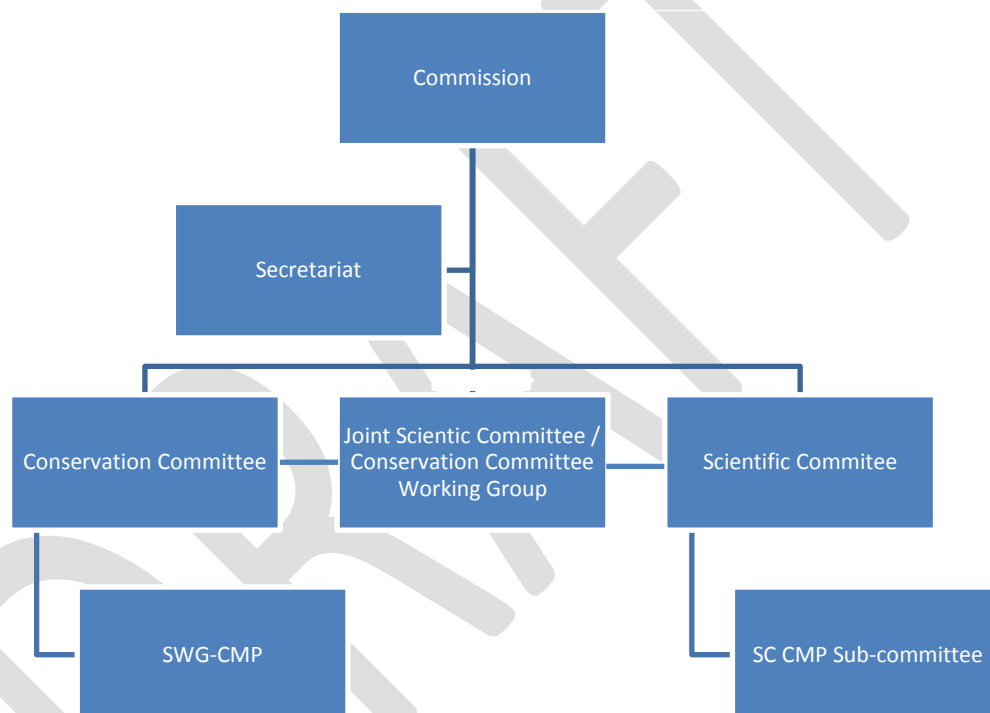 Commission
Secretariat
Conservation Committee
Joint Scientic Committee /
Conservation Committee
Working Group
Scientific Commitee
SWG-CMP
SC CMP Sub-committee